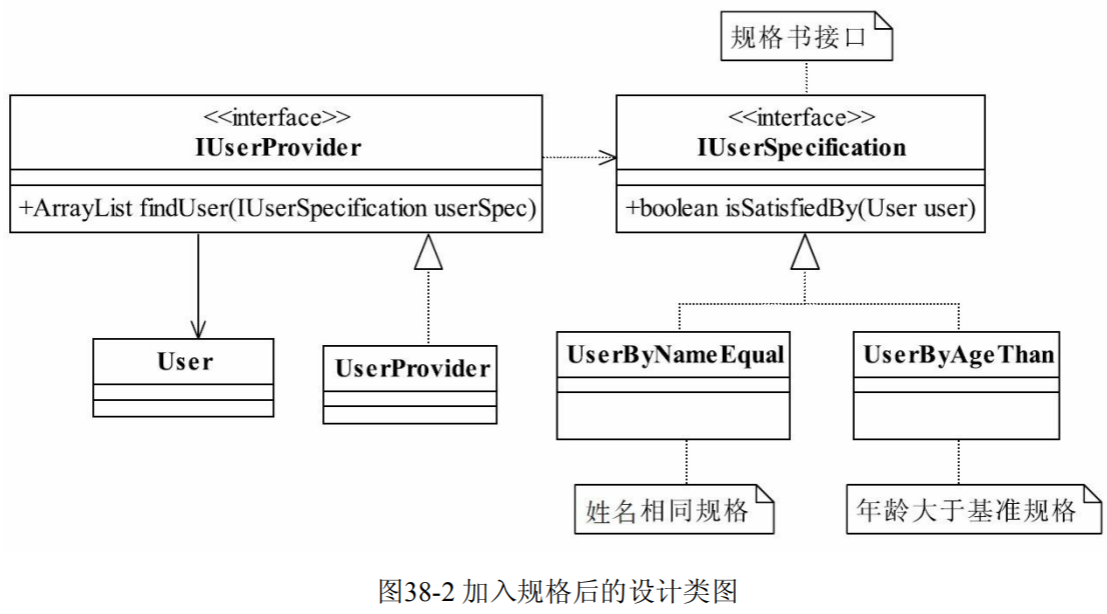 规格书接口
<<interface>>
IUserProvider
+ArrayList findUser(IUserSpecification userSpec)
<<interface>>
IUserSpecification
+boolean isSatisfiedBy(User user)
User
UserProvider
UserByNameEqual
UserByAgeThan
姓名相同规格
年龄大于基准规格
图38-2 加入规格后的设计类图